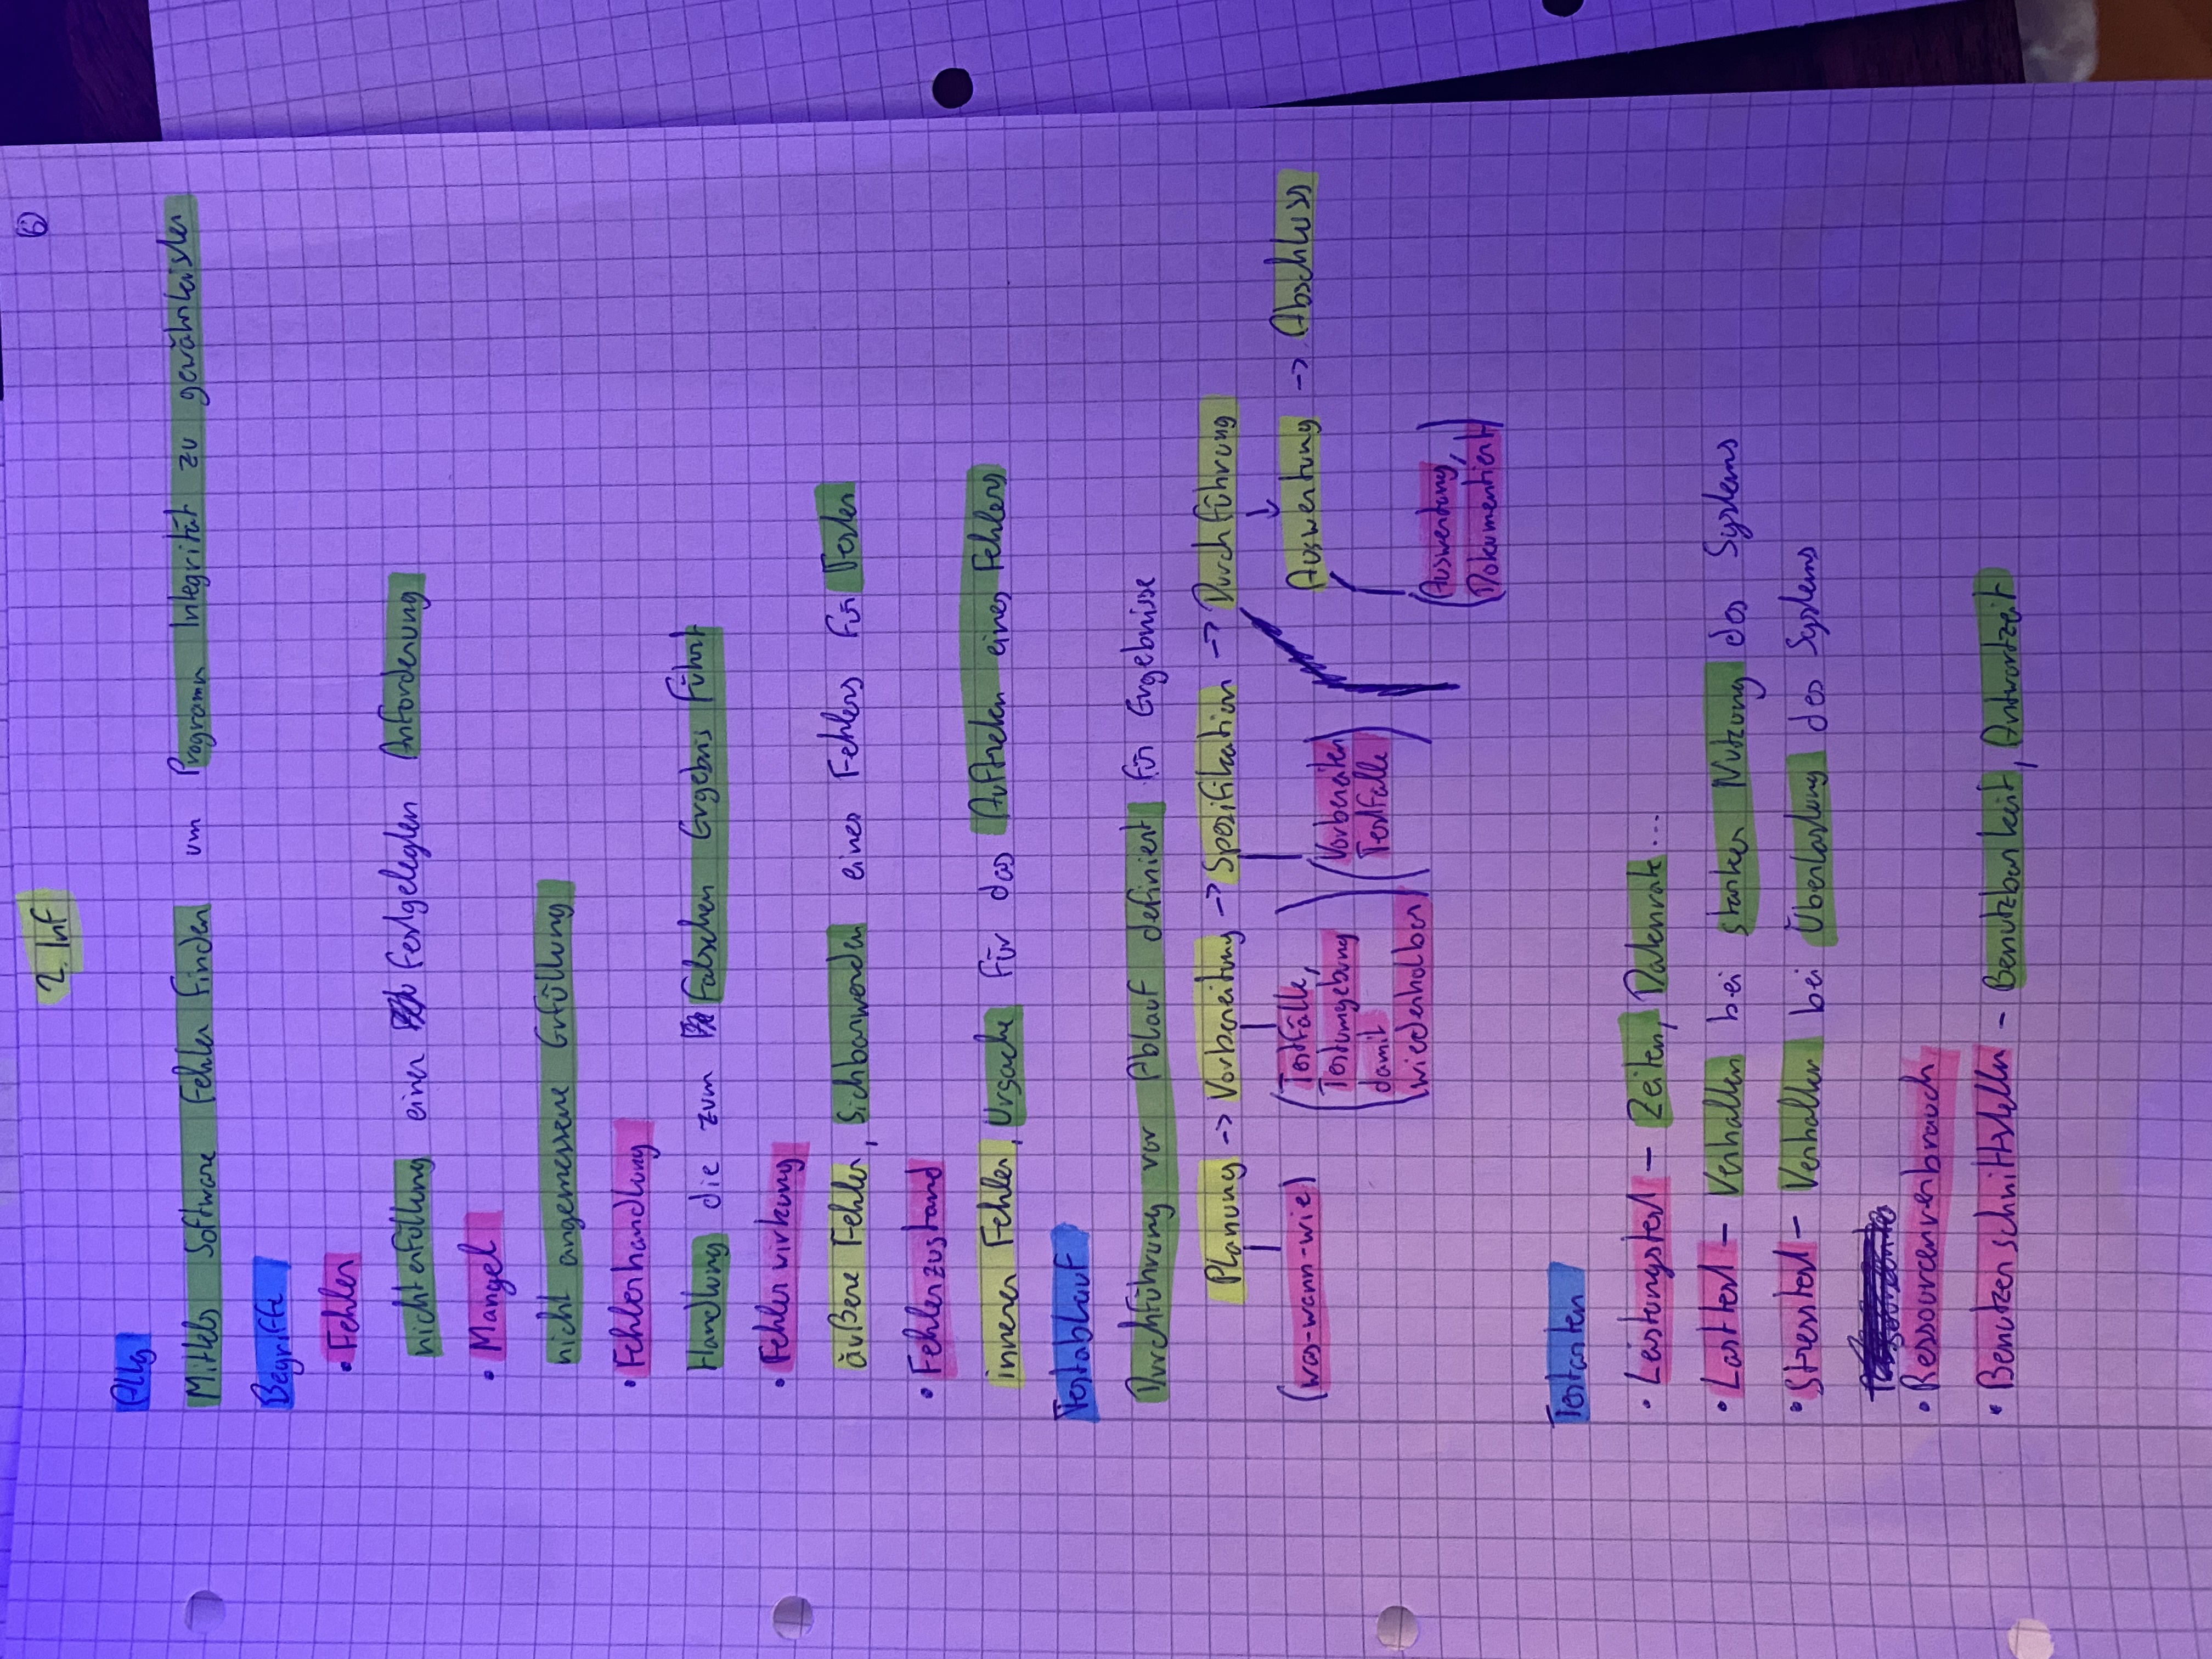 2. Inf
6
Allg
Mittels Software Fehler finden um Programm Integrität zu gewährleisten
Begriffe
• Fehler
nichterfüllung einer festgelegten Anforderung
• Mangel
nicht angemessene Erfüllung
• Fehlerhandlung
Handlung die zum falschen Ergebnis führt
• Fehlerwirkung
äußere Fehler, Sichbarwerden eines Fehlers für Tester
• Fehlerzustand
innerer Fehler, Ursache für das Auftreten eines Fehlers
Testablauf
Durchführung vor Ablauf definiert für Ergebnisse
Planung -> Vorbereitung -> Spezifikation -> Durchführung
(was-wann-wie)
(Testfälle,
Testumgebung
damit
wiederholbar)
(Vorbereiten
Testfälle)
Auswertung -> Abschluss
(Auswertung,
Dokumentiert)
Testarten
• Leistungstest – Zeiten, Datenrate...
• Lasttest – Verhalten bei starker Nutzung des Systems
• Stresstest – Verhalten bei Überlastung des Systems
• Ressourcenverbrauch
• Benutzerschnittstellen – Benutzbarkeit, Antwortzeit